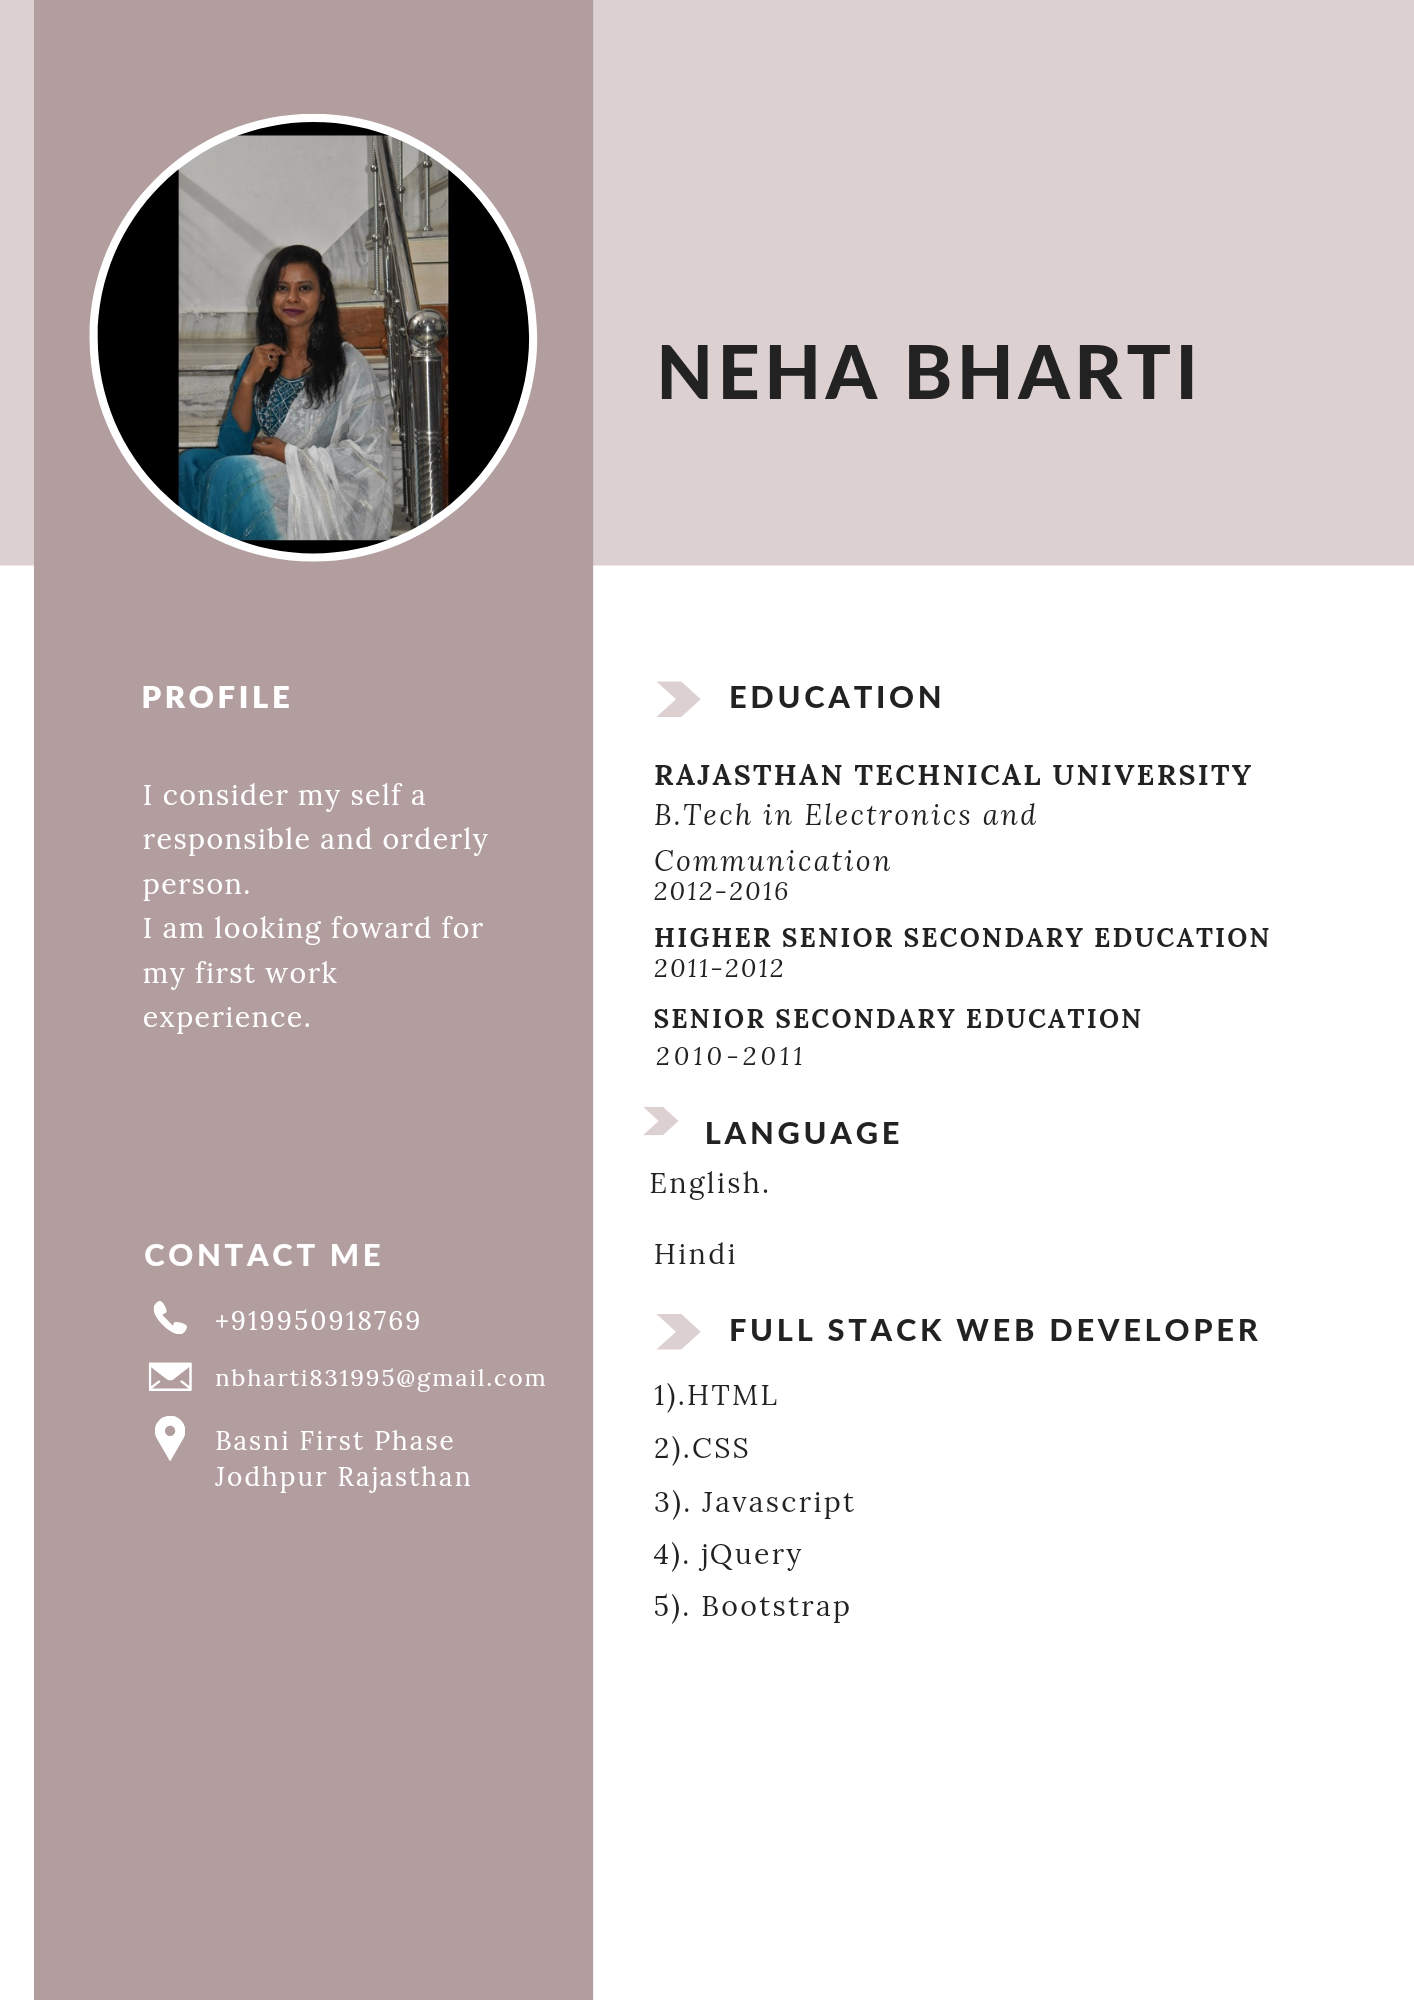 NEHA BHARTI
PROFILE
I consider my self a
responsible and orderly
person.
I am looking foward for
my first work
experience.
CONTACT ME
+919950918769
nbharti831995@gmail.com
Basni First Phase
Jodhpur Rajasthan
EDUCATION
RAJASTHAN TECHNICAL UNIVERSITY
B.Tech in Electronics and
Communication
2012-2016
HIGHER SENIOR SECONDARY EDUCATION
2011-2012
SENIOR SECONDARY EDUCATION
2010-2011
LANGUAGE
English.
Hindi
FULL STACK WEB DEVELOPER
1).HTML
2).CSS
3). Javascript
4). jQuery
5). Bootstrap